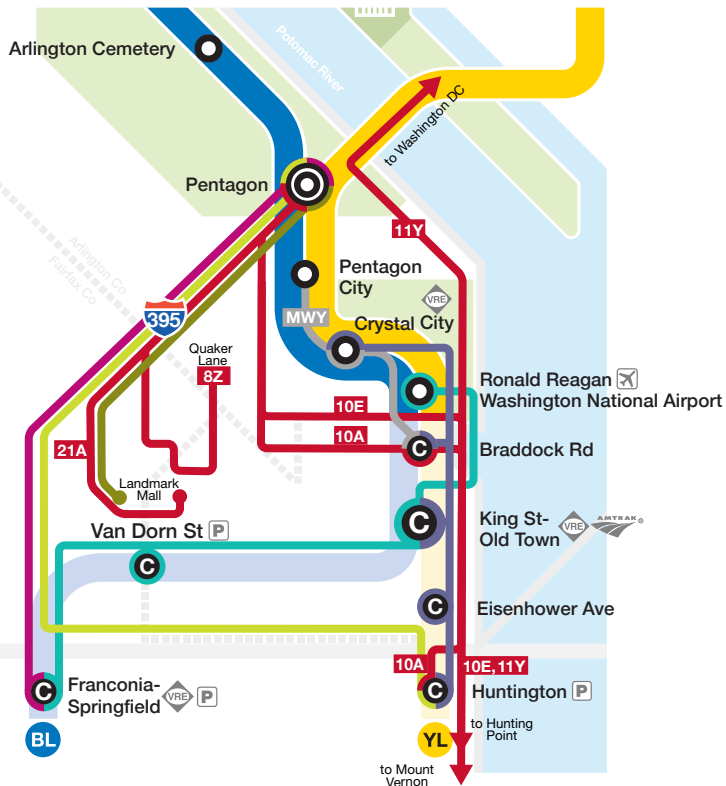 Arlington Cemetery
Potomac River
to Washington DC
Pentagon
11Y
Arlington Co
Fairfax Co
Pentagon
City
VRE
MWY
Crystal City
395
Quaker
Lane
8Z
Ronald Reagan
Washington National Airport
10E
10A
21A
C
Braddock Rd
Landmark
Mall
Van Dorn St P
C
King St-
Old Town
VRE
AMTRAK
C
C
Eisenhower Ave
10A
10E, 11Y
C
Franconia-
Springfield
VRE
P
C
Huntington P
BL
YL
to Hunting
Point
to Mount
Vernon